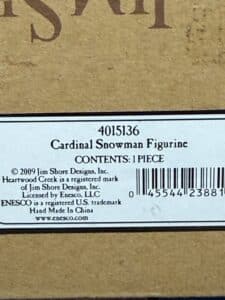 4015136
Cardinal Snowman Figurine
CONTENTS: 1 PIECE
© 2009 Jim Shore Designs, Inc.
Heartwood Creek is a registered mark
of Jim Shore Designs, Inc.
Licensed by Enesco, LLC
ENESCO is a registered U.S. trademark
Hand Made In China
www.enesco.com
0 45544 23881